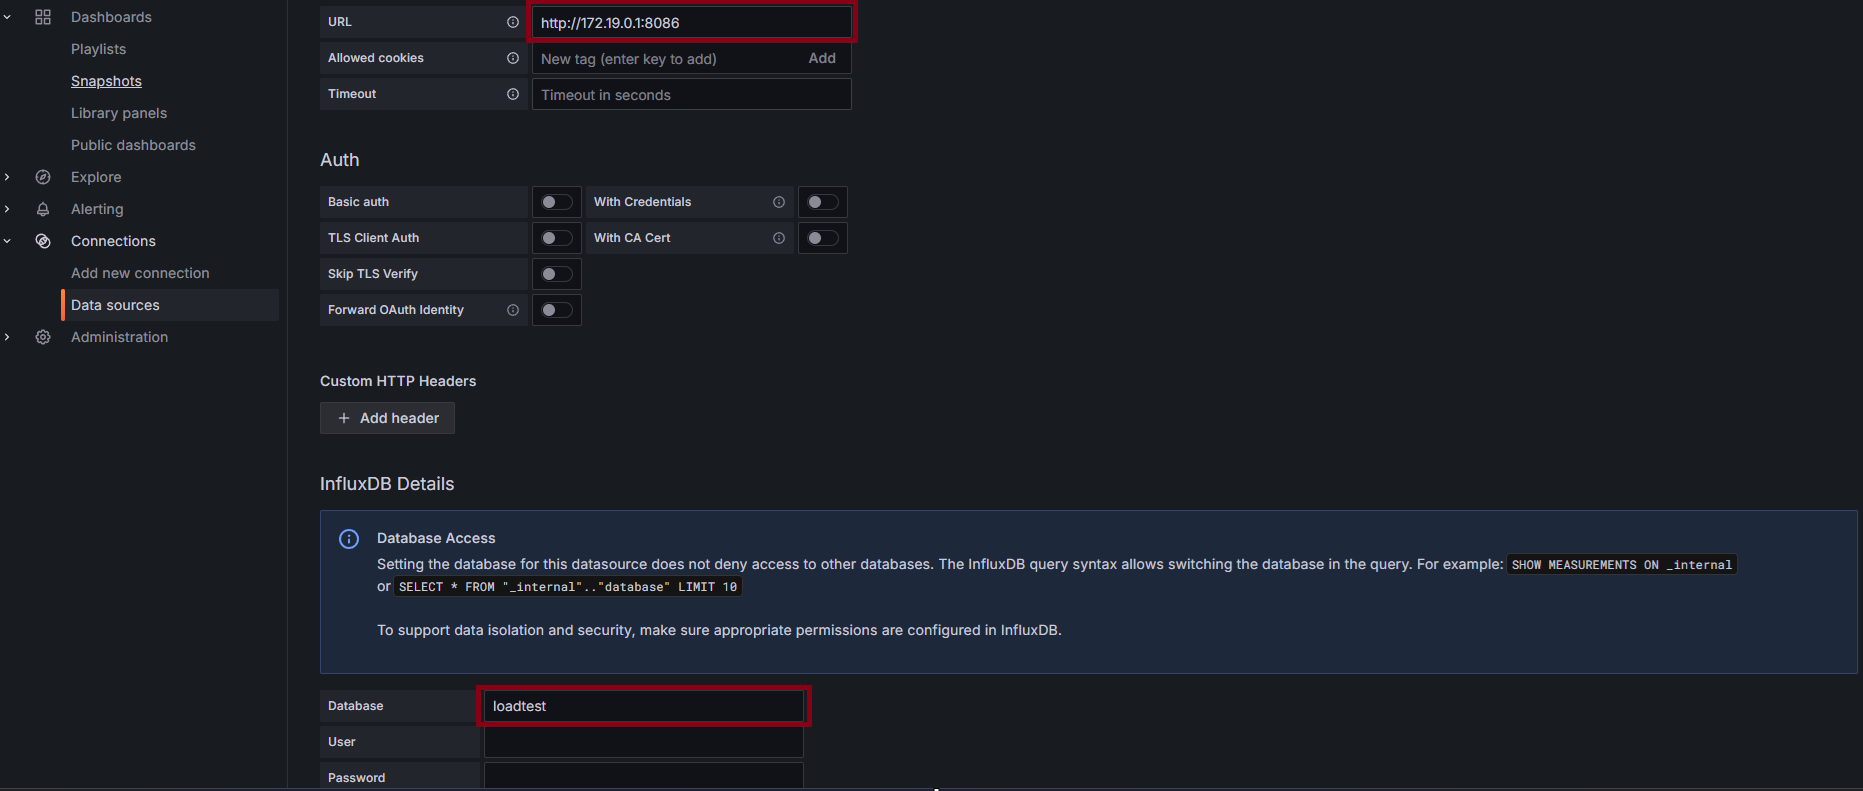 Dashboards
Playlists
Snapshots
Library panels
Public dashboards
Explore
Alerting
Connections
Add new connection
Data sources
Administration
URL http://172.19.0.1:8086
Allowed cookies New tag (enter key to add) Add
Timeout Timeout in seconds
Auth
Basic auth With Credentials
TLS Client Auth With CA Cert
Skip TLS Verify
Forward OAuth Identity
Custom HTTP Headers
+ Add header
InfluxDB Details
Database Access
Setting the database for this datasource does not deny access to other databases. The InfluxDB query syntax allows switching the database in the query. For example: SHOW MEASUREMENTS ON _internal
or SELECT * FROM "_internal".."database" LIMIT 10
To support data isolation and security, make sure appropriate permissions are configured in InfluxDB.
Database loadtest
User
Password